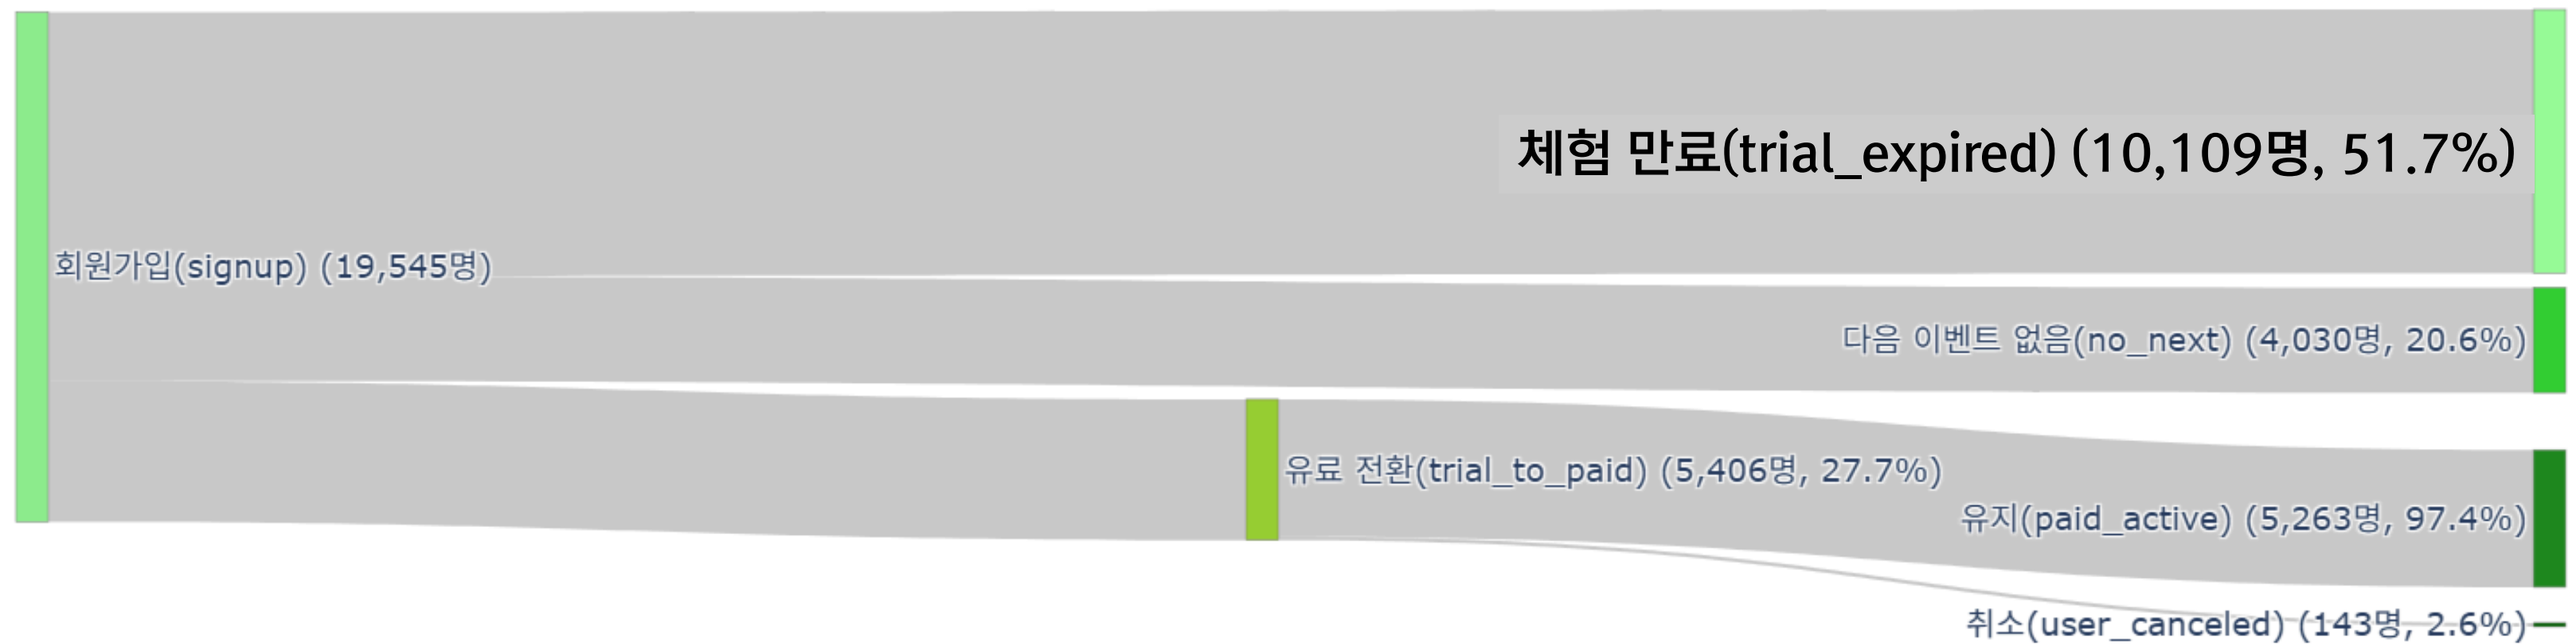 체험 만료(trial_expired) (10,109명, 51.7%)
회원가입(signup) (19,545명)
다음 이벤트 없음(no_next) (4,030명, 20.6%)
유료 전환(trial_to_paid) (5,406명, 27.7%)
유지(paid_active) (5,263명, 97.4%)
취소(user_canceled) (143명, 2.6%)